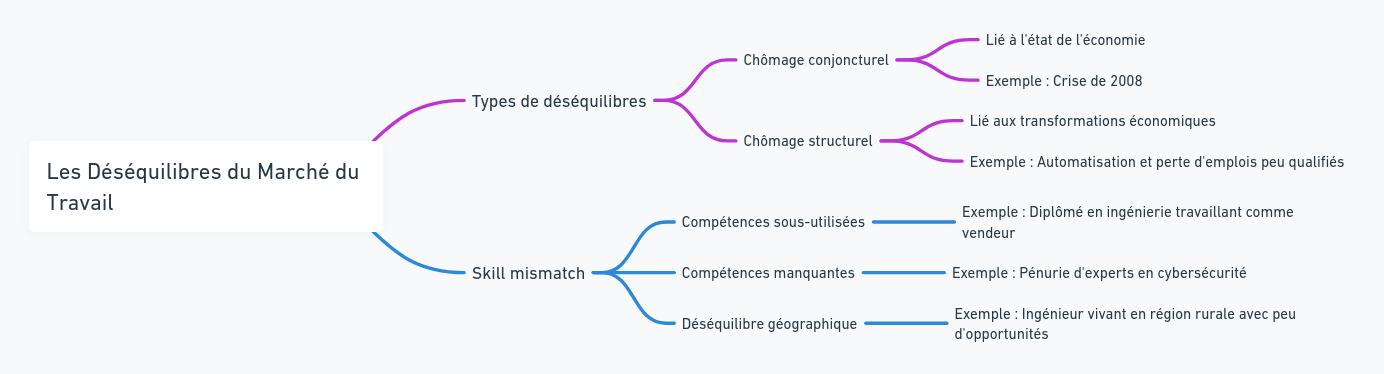 Les Déséquilibres du Marché du
Travail
Types de déséquilibres
Chômage conjoncturel
Lié à l'état de l'économie
Exemple : Crise de 2008
Chômage structurel
Lié aux transformations économiques
Exemple : Automatisation et perte d'emplois peu qualifiés
Skill mismatch
Compétences sous-utilisées
Exemple : Diplômé en ingénierie travaillant comme
vendeur
Compétences manquantes
Exemple : Pénurie d'experts en cybersécurité
Déséquilibre géographique
Exemple : Ingénieur vivant en région rurale avec peu
d'opportunités